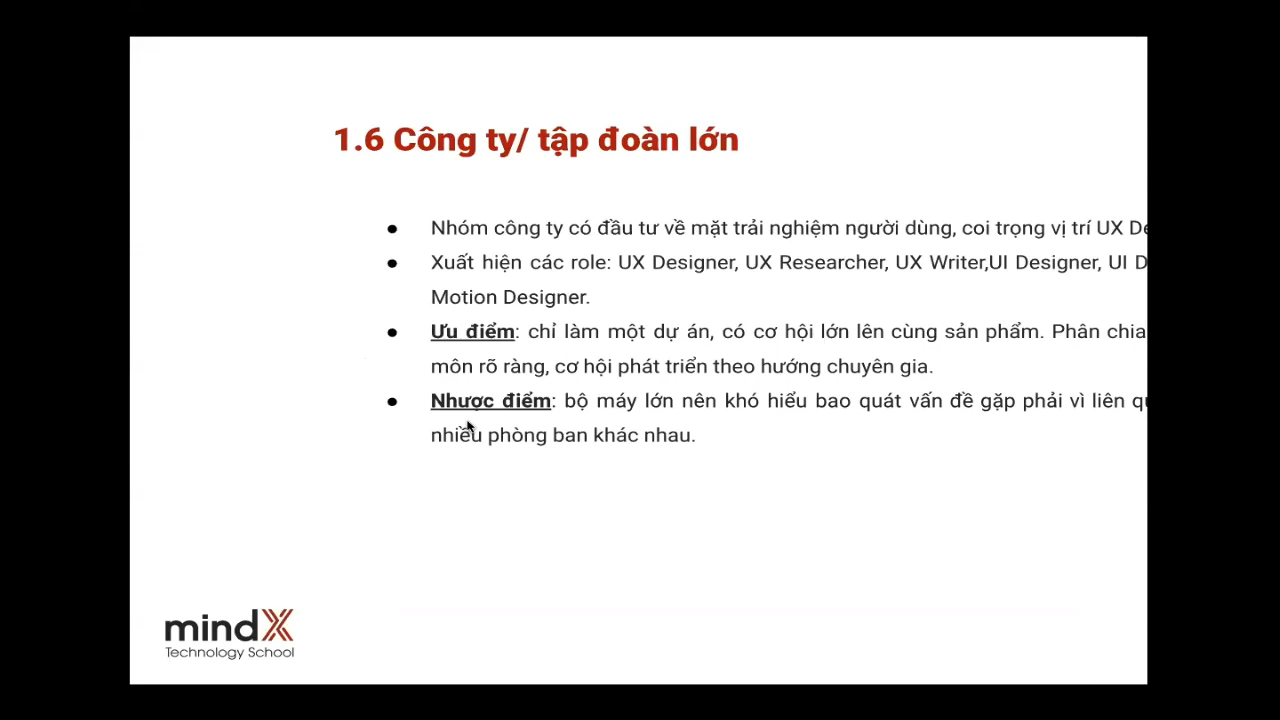 1.6 Công ty/ tập đoàn lớn
● Nhóm công ty có đầu tư về mặt trải nghiệm người dùng, coi trọng vị trí UX
● Xuất hiện các role: UX Designer, UX Researcher, UX Writer,UI Designer, UI
Motion Designer.
● Ưu điểm: chỉ làm một dự án, có cơ hội lớn lên cùng sản phẩm. Phân chia
môn rõ ràng, cơ hội phát triển theo hướng chuyên gia.
● Nhược điểm: bộ máy lớn nên khó hiểu bao quát vấn đề gặp phải vì liên
nhiều phòng ban khác nhau.
mindX
Technology School